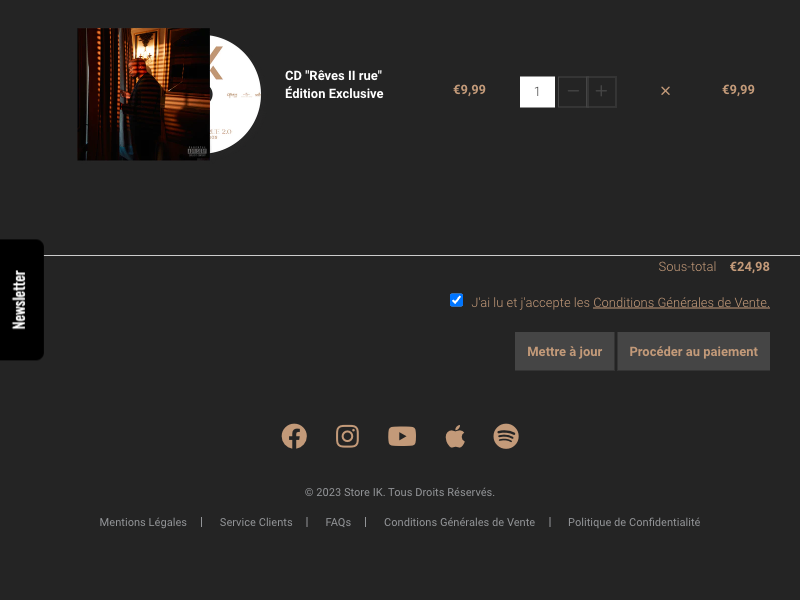 CD "Rêves II rue"
Édition Exclusive
€9,99
1
€9,99
Newsletter
Sous-total €24,98
J'ai lu et j'accepte les Conditions Générales de Vente.
Mettre à jour
Procéder au paiement
© 2023 Store IK. Tous Droits Réservés.
Mentions Légales | Service Clients | FAQs | Conditions Générales de Vente | Politique de Confidentialité